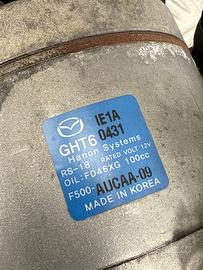 IE1A
GHT6 0431
Hanon Systems
RS-18 RATED VOLT 12V
OIL:FD46XG 100cc
F500-AUCAA-09
MADE IN KOREA